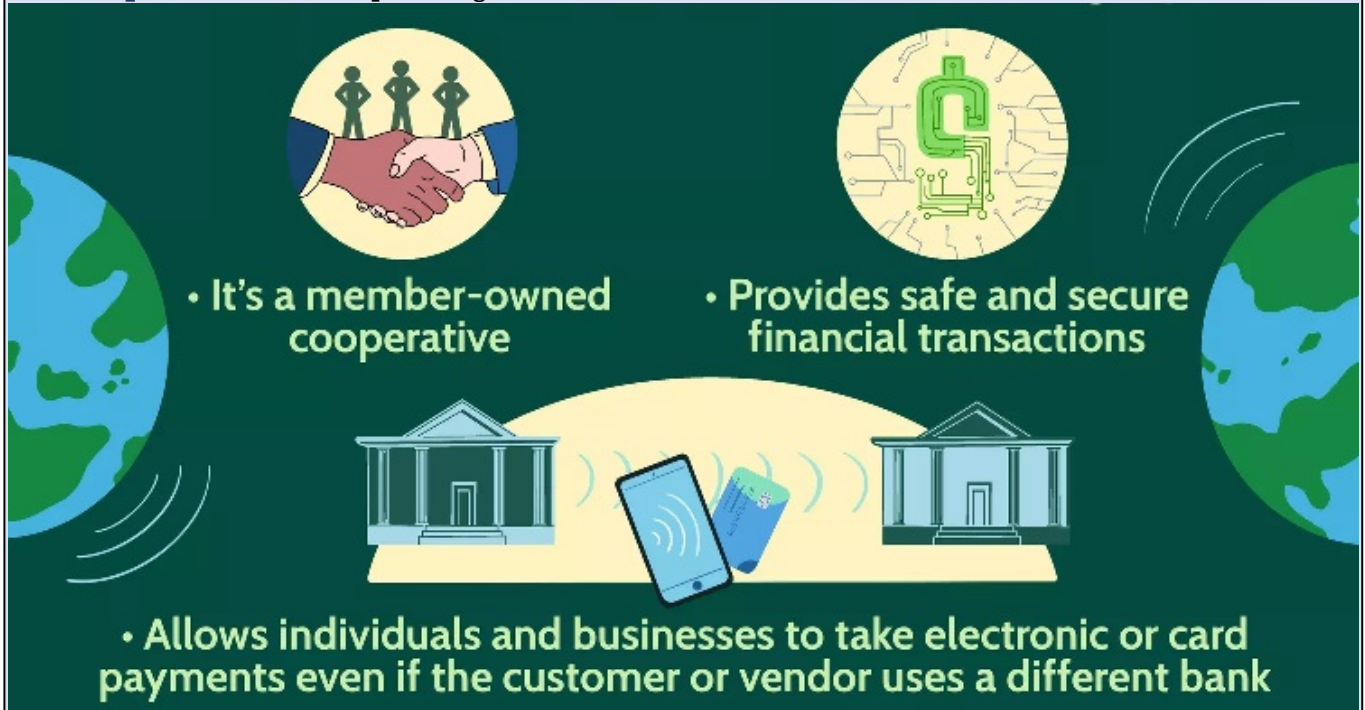 • It's a member-owned
cooperative
• Provides safe and secure
financial transactions
• Allows individuals and businesses to take electronic or card
payments even if the customer or vendor uses a different bank